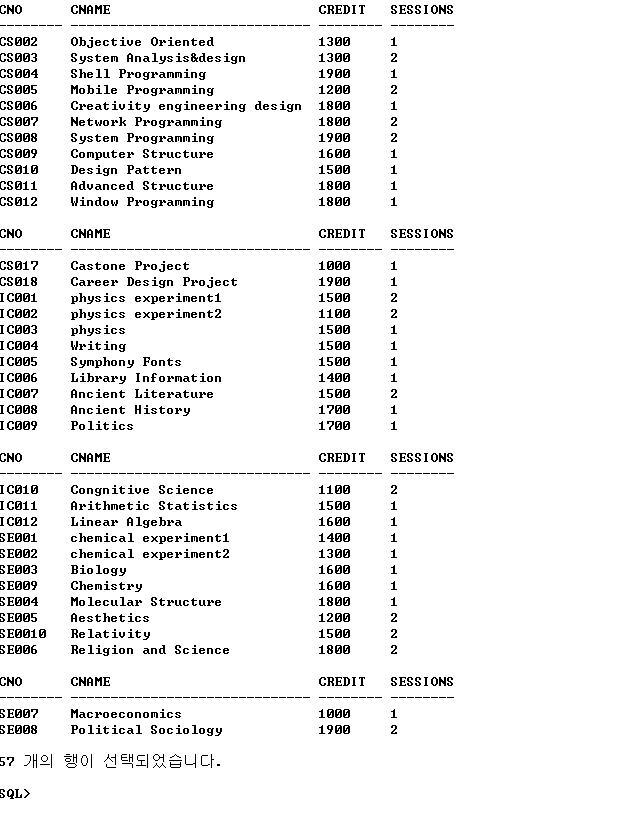 CNO CNAME CREDIT SESSIONS
-------- ------------------------------ -------- --------
CS002 Objective Oriented 1300 1
CS003 System Analysis&design 1300 2
CS004 Shell Programming 1900 1
CS005 Mobile Programming 1200 2
CS006 Creativity engineering design 1800 1
CS007 Network Programming 1800 2
CS008 System Programming 1900 2
CS009 Computer Structure 1600 1
CS010 Design Pattern 1500 1
CS011 Advanced Structure 1800 1
CS012 Window Programming 1800 1
CNO CNAME CREDIT SESSIONS
-------- ------------------------------ -------- --------
CS017 Castone Project 1000 1
CS018 Career Design Project 1900 1
IC001 physics experiment1 1500 2
IC002 physics experiment2 1100 2
IC003 physics 1500 1
IC004 Writing 1500 1
IC005 Symphony Fonts 1500 1
IC006 Library Information 1400 1
IC007 Ancient Literature 1500 2
IC008 Ancient History 1700 1
IC009 Politics 1700 1
CNO CNAME CREDIT SESSIONS
-------- ------------------------------ -------- --------
IC010 Congnitive Science 1100 2
IC011 Arithmetic Statistics 1500 1
IC012 Linear Algebra 1600 1
SE001 chemical experiment1 1400 1
SE002 chemical experiment2 1300 1
SE003 Biology 1600 1
SE009 Chemistry 1600 1
SE004 Molecular Structure 1800 1
SE005 Aesthetics 1200 2
SE0010 Relativity 1500 2
SE006 Religion and Science 1800 2
CNO CNAME CREDIT SESSIONS
-------- ------------------------------ -------- --------
SE007 Macroeconomics 1000 1
SE008 Political Sociology 1900 2
57 개의 행이 선택되었습니다.
SQL>